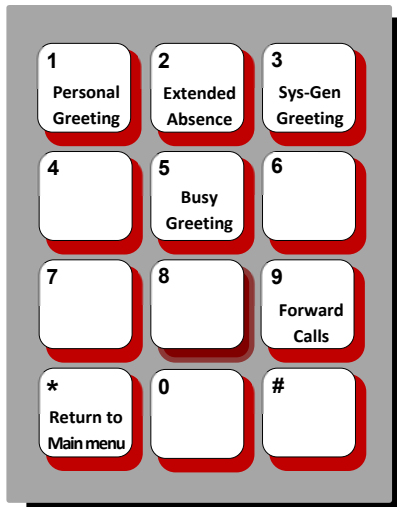 1
Personal
Greeting
2
Extended
Absence
3
Sys-Gen
Greeting
4
5
Busy
Greeting
6
7
8
9
Forward
Calls
*
Return to
Main menu
0
#